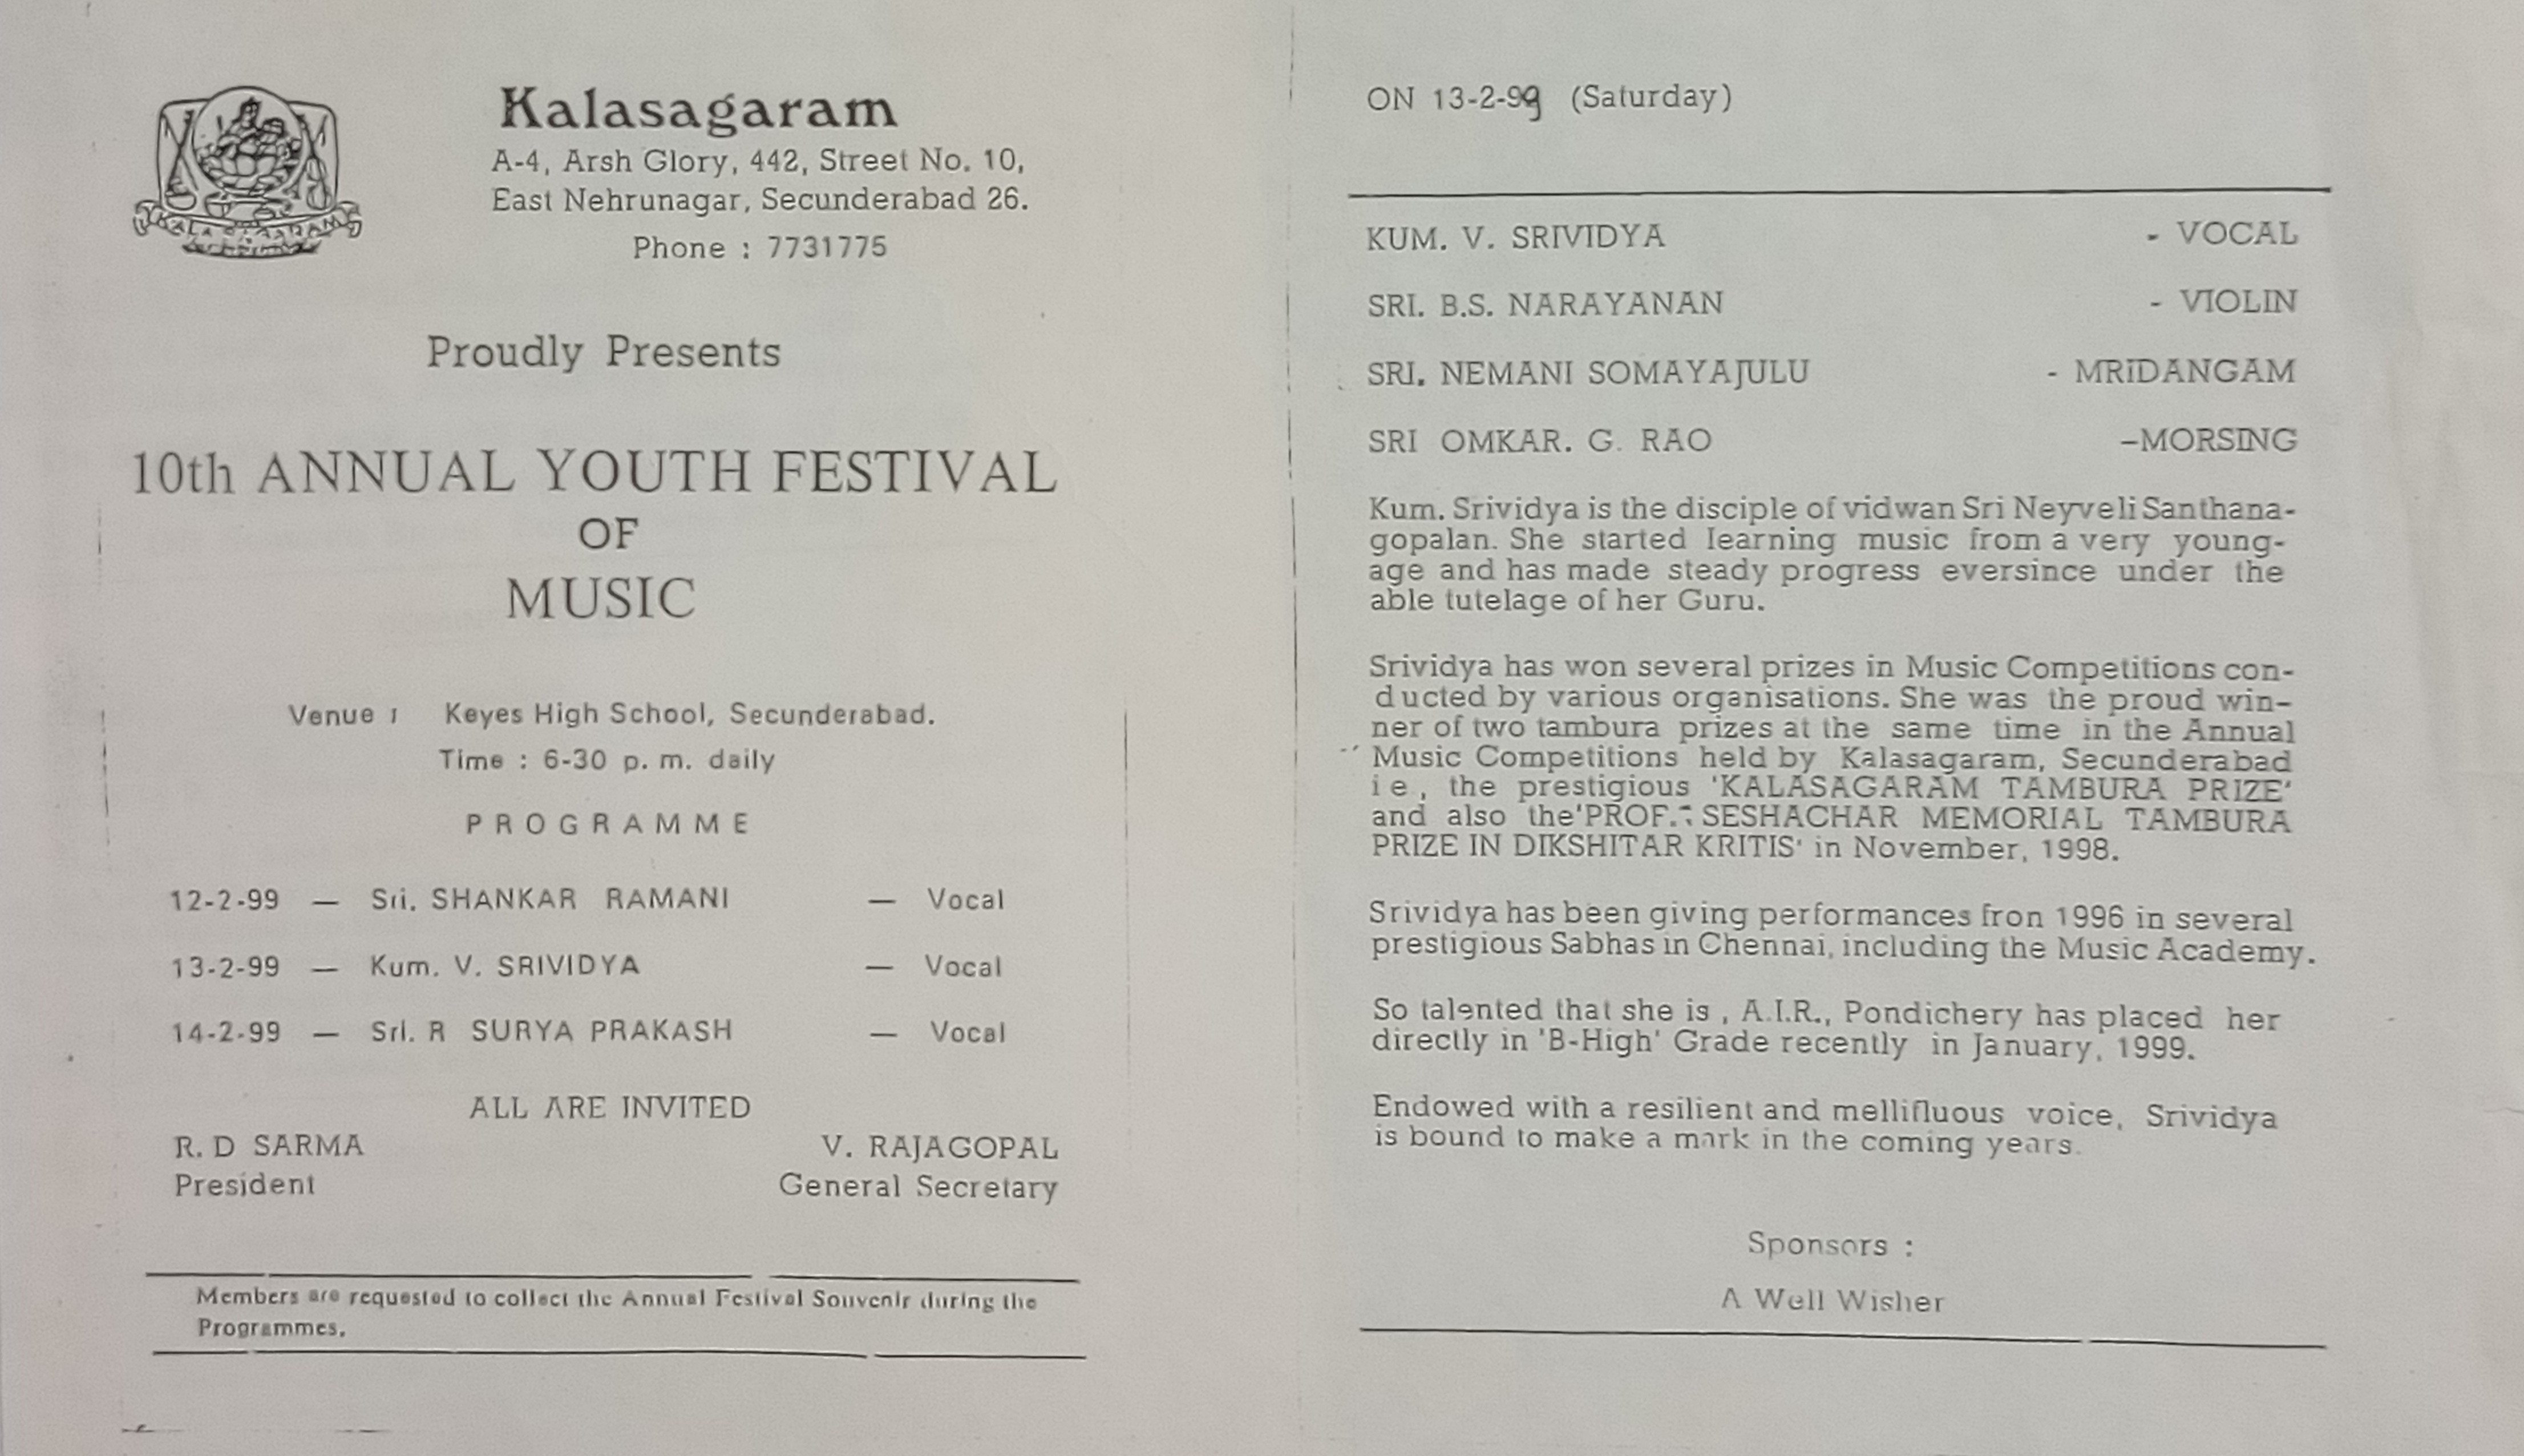 KALASAGARAM
Kalasagaram
A-4, Arsh Glory, 442, Street No. 10,
East Nehrunagar, Secunderabad 26.
Phone : 7731775
Proudly Presents
10th ANNUAL YOUTH FESTIVAL
OF
MUSIC
Venue : Keyes High School, Secunderabad.
Time : 6-30 p. m. daily
PROGRAMME
12-2-99 — Sri. SHANKAR RAMANI — Vocal
13-2-99 — Kum. V. SRIVIDYA — Vocal
14-2-99 — Sri. R SURYA PRAKASH — Vocal
ALL ARE INVITED
R. D SARMA V. RAJAGOPAL
President General Secretary
Members are requested to collect the Annual Festival Souvenir during the
Programmes.
ON 13-2-99 (Saturday)
KUM. V. SRIVIDYA - VOCAL
SRI. B.S. NARAYANAN - VIOLIN
SRI. NEMANI SOMAYAJULU - MRIDANGAM
SRI OMKAR. G. RAO –MORSING
Kum. Srividya is the disciple of vidwan Sri Neyveli Santhana-
gopalan. She started learning music from a very young-
age and has made steady progress eversince under the
able tutelage of her Guru.
Srividya has won several prizes in Music Competitions con-
ducted by various organisations. She was the proud win-
ner of two tambura prizes at the same time in the Annual
Music Competitions held by Kalasagaram, Secunderabad
i e, the prestigious 'KALASAGARAM TAMBURA PRIZE'
and also the'PROF. SESHACHAR MEMORIAL TAMBURA
PRIZE IN DIKSHITAR KRITIS' in November, 1998.
Srividya has been giving performances fron 1996 in several
prestigious Sabhas in Chennai, including the Music Academy.
So talented that she is , A.I.R., Pondichery has placed her
directly in 'B-High' Grade recently in January, 1999.
Endowed with a resilient and mellifluous voice, Srividya
is bound to make a mark in the coming years.
Sponsors :
A Well Wisher